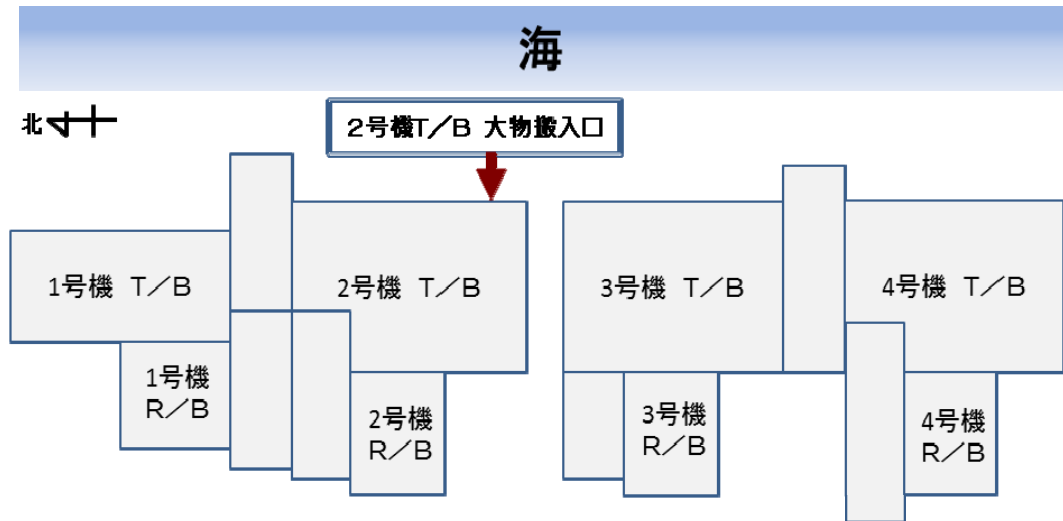 海
北
２号機Ｔ／Ｂ 大物搬入口
1号機 Ｔ／Ｂ
2号機 Ｔ／Ｂ
3号機 Ｔ／Ｂ
4号機 Ｔ／Ｂ
1号機
Ｒ／Ｂ
2号機
Ｒ／Ｂ
3号機
Ｒ／Ｂ
4号機
Ｒ／Ｂ